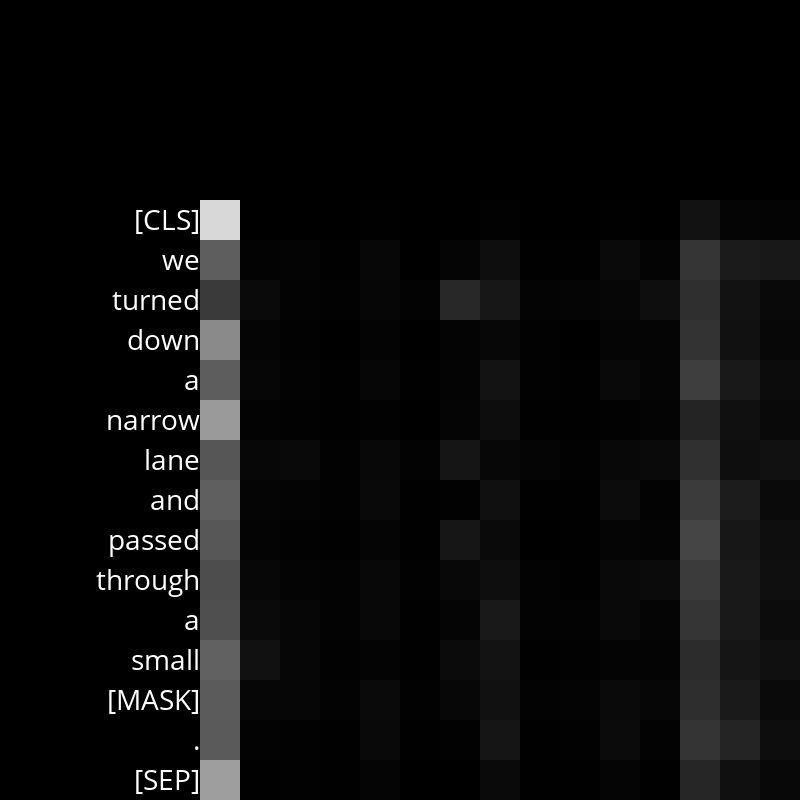 [CLS]
we
turned
down
a
narrow
lane
and
passed
through
a
small
[MASK]
.
[SEP]